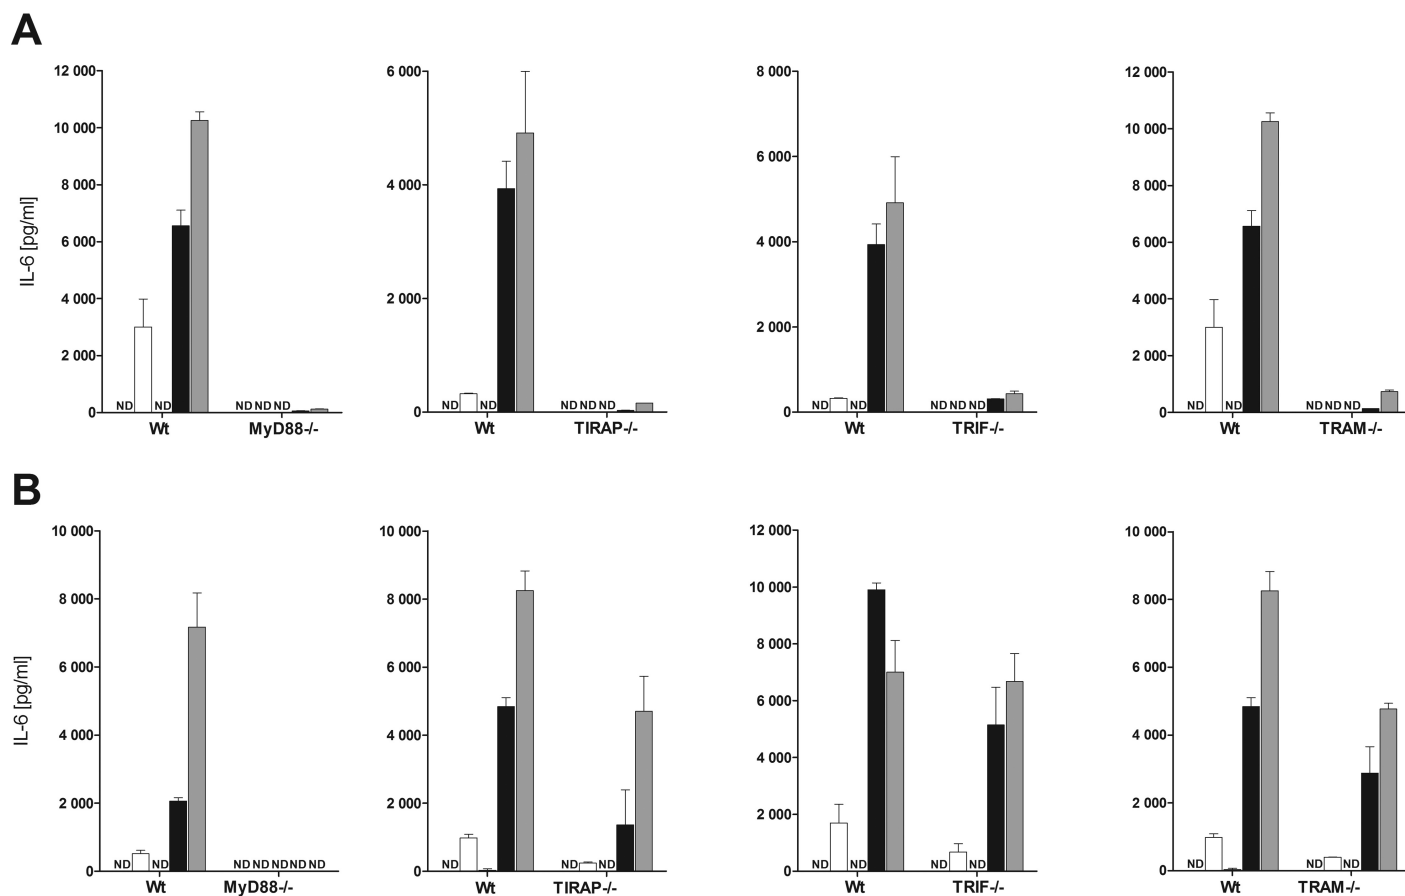 A
12 000
10 000
8 000
6 000
4 000
2 000
0
IL-6 [pg/ml]
ND ND ND ND ND
Wt MyD88-/-
6 000
4 000
2 000
0
ND ND ND ND ND
Wt TIRAP-/-
8 000
6 000
4 000
2 000
0
ND ND ND ND ND
Wt TRIF-/-
12 000
10 000
8 000
6 000
4 000
2 000
0
ND ND ND ND ND
Wt TRAM-/-
B
10 000
8 000
6 000
4 000
2 000
0
IL-6 [pg/ml]
ND ND ND ND ND ND ND
Wt MyD88-/-
10 000
8 000
6 000
4 000
2 000
0
ND ND ND
Wt TIRAP-/-
12 000
10 000
8 000
6 000
4 000
2 000
0
ND ND ND ND
Wt TRIF-/-
10 000
8 000
6 000
4 000
2 000
0
ND ND ND
Wt TRAM-/-